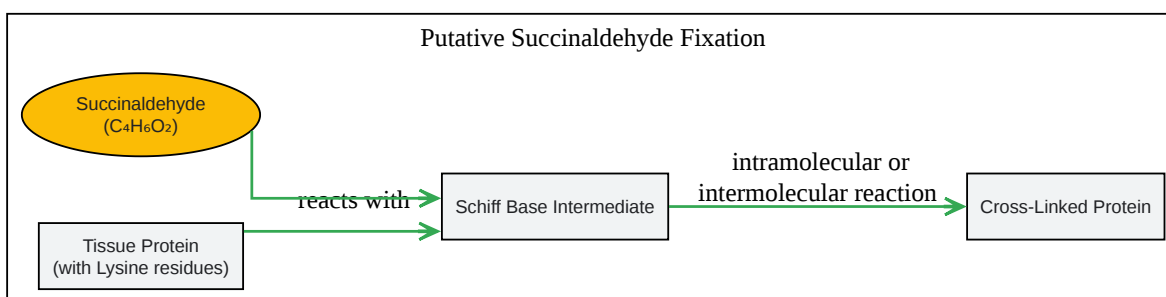 Putative Succinaldehyde Fixation
Succinaldehyde
(C₄H₆O₂)
reacts with
Tissue Protein
(with Lysine residues)
Schiff Base Intermediate
intramolecular or
intermolecular reaction
Cross-Linked Protein